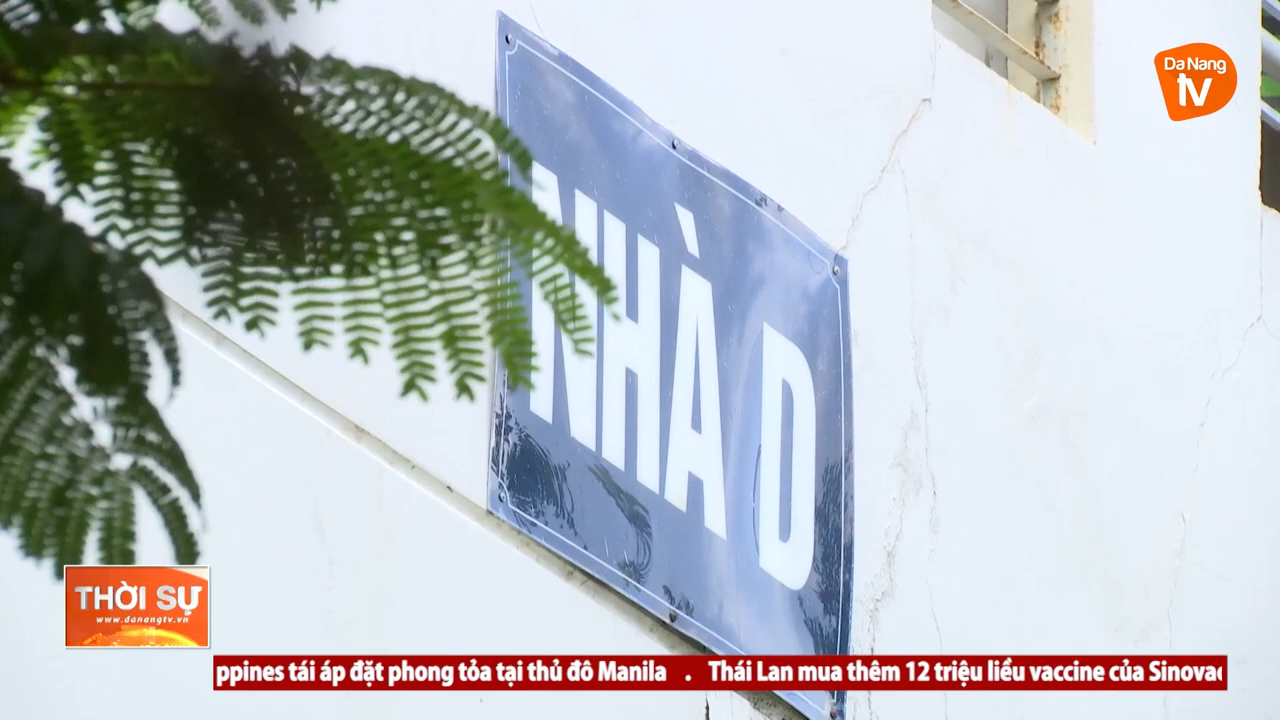 Da Nang
tv
NHÀ D
THỜI SỰ
www.danangtv.vn
ppines tái áp đặt phong tỏa tại thủ đô Manila . Thái Lan mua thêm 12 triệu liều vaccine của Sinovac